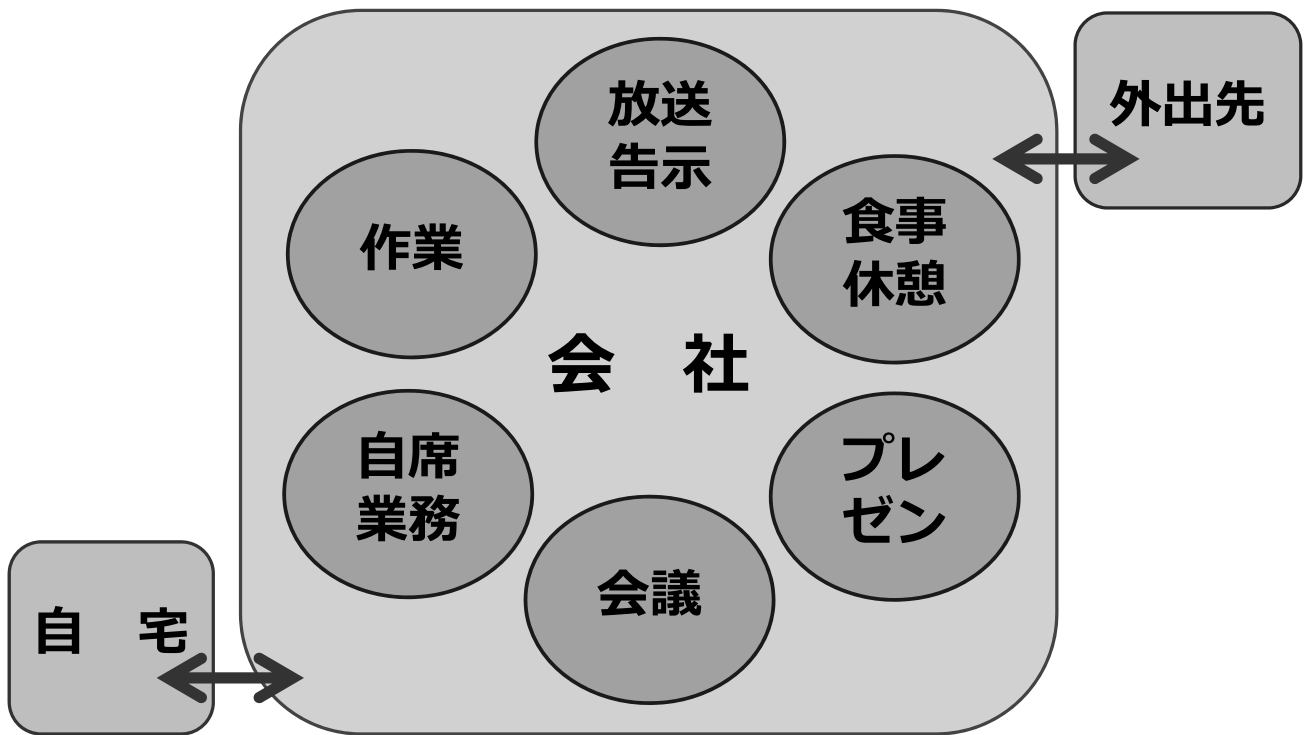 放送
告示
外出先
作業
食事
休憩
会　社
自席
業務
プレ
ゼン
会議
自　宅